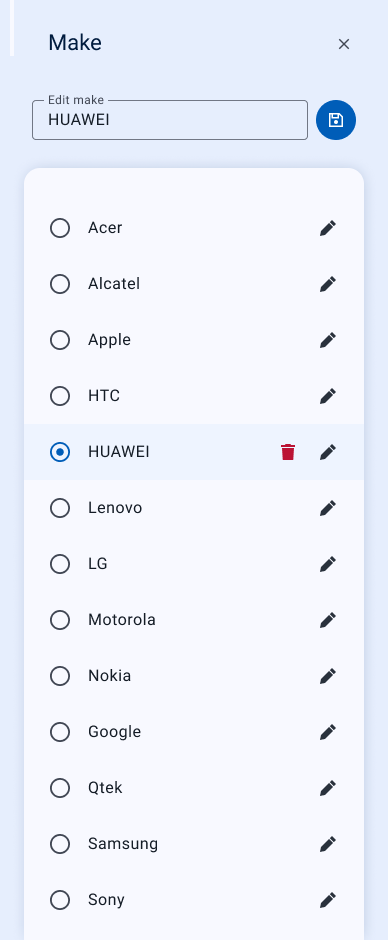 Make
Edit make
HUAWEI
Acer
Alcatel
Apple
HTC
HUAWEI
Lenovo
LG
Motorola
Nokia
Google
Qtek
Samsung
Sony